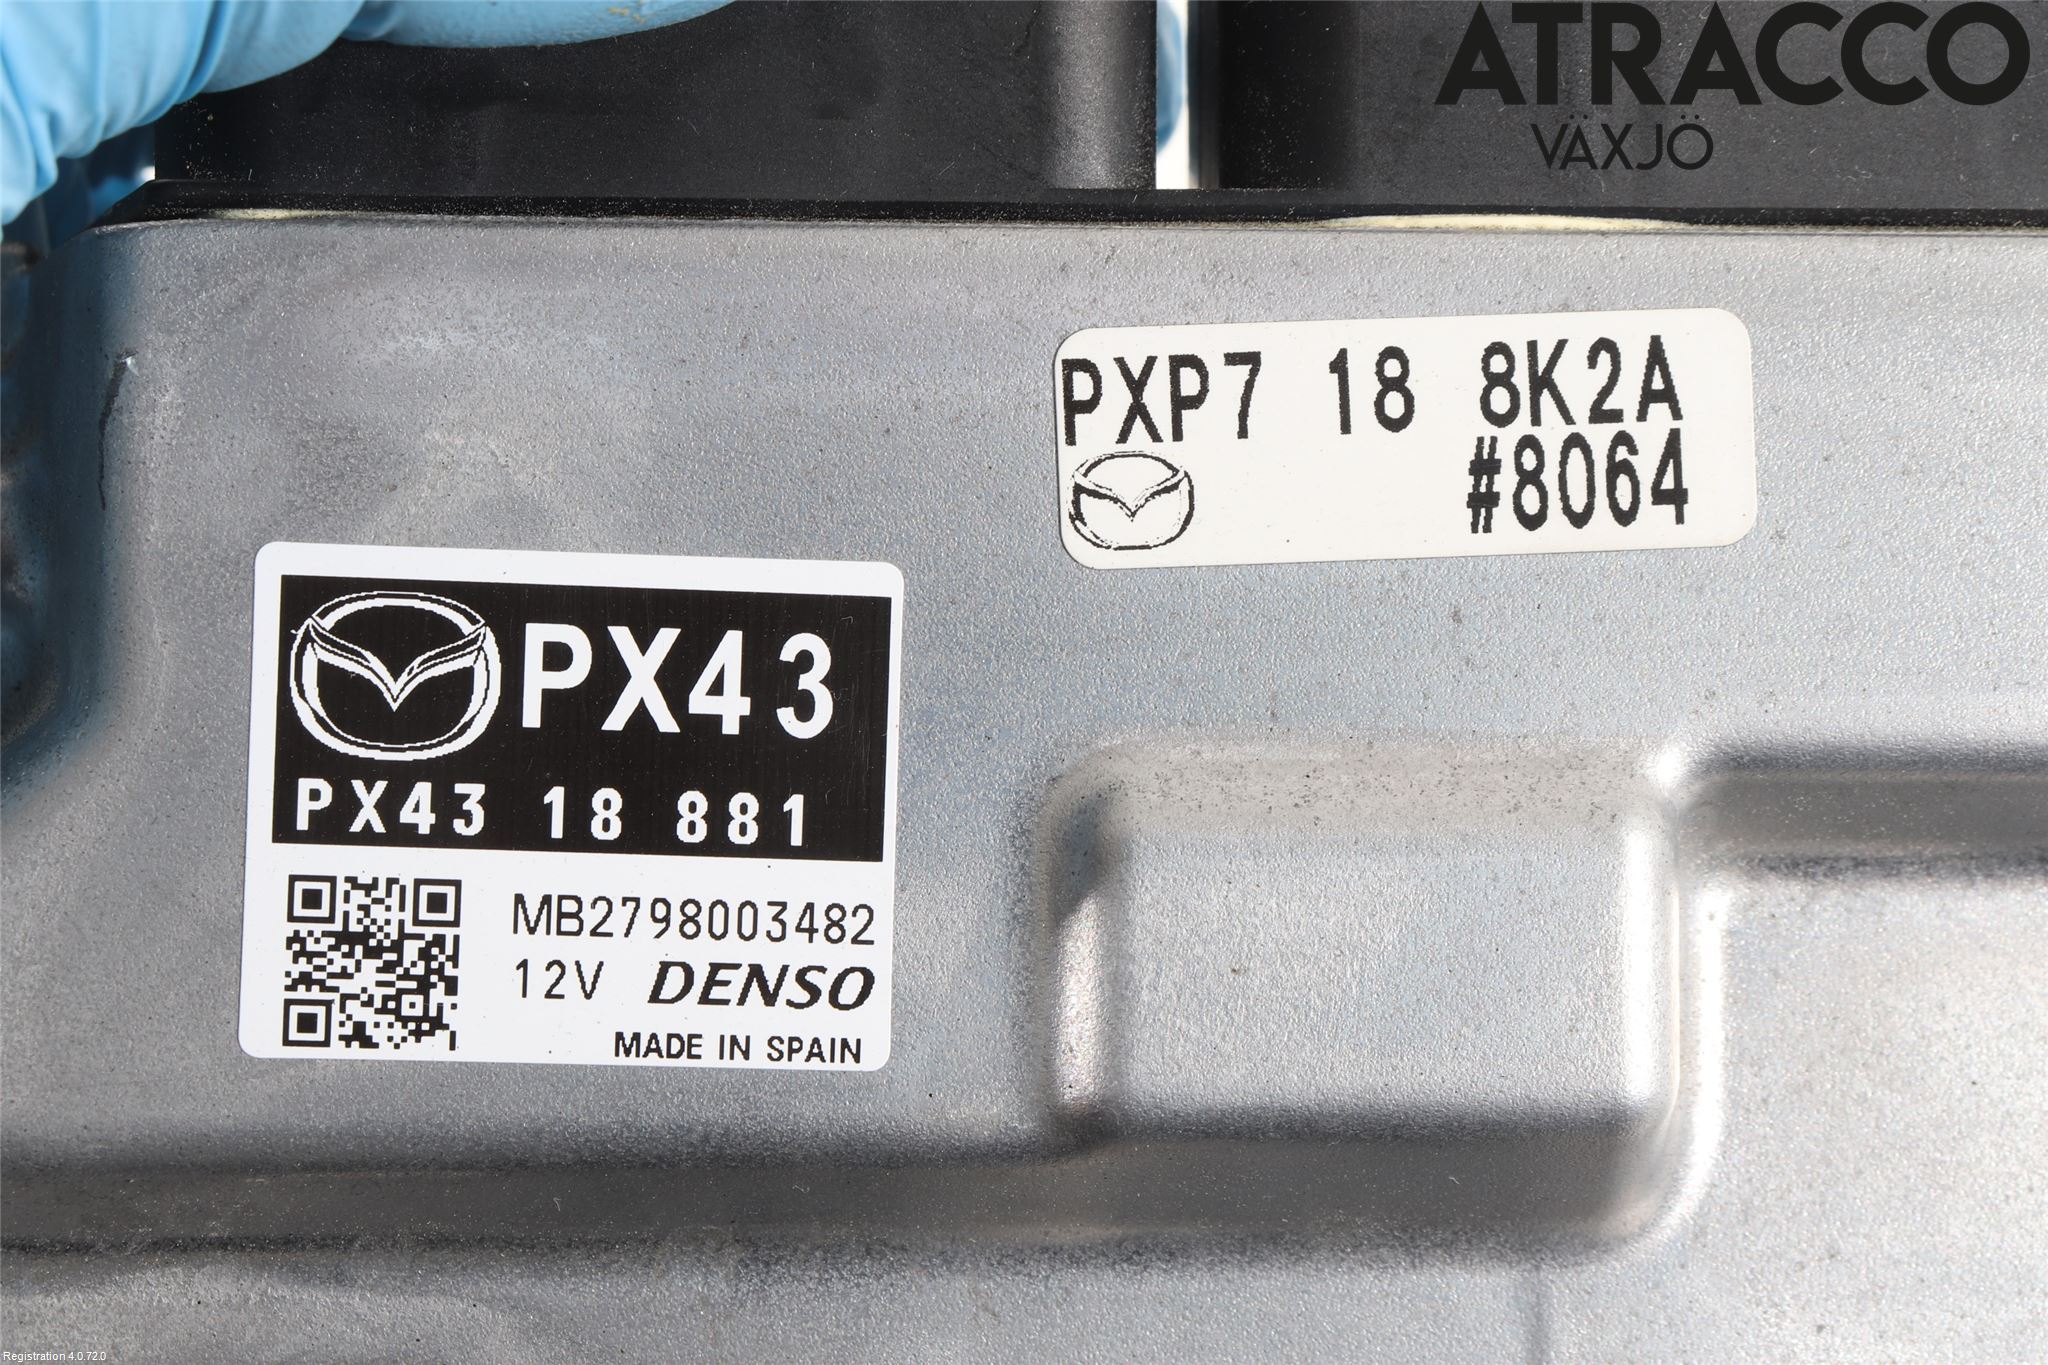 ATRACCO
VÄXJÖ
PXP7 18 8K2A
#8064
PX43
PX43 18 881
MB2798003482
12V DENSO
MADE IN SPAIN
Registration 4.0.72.0